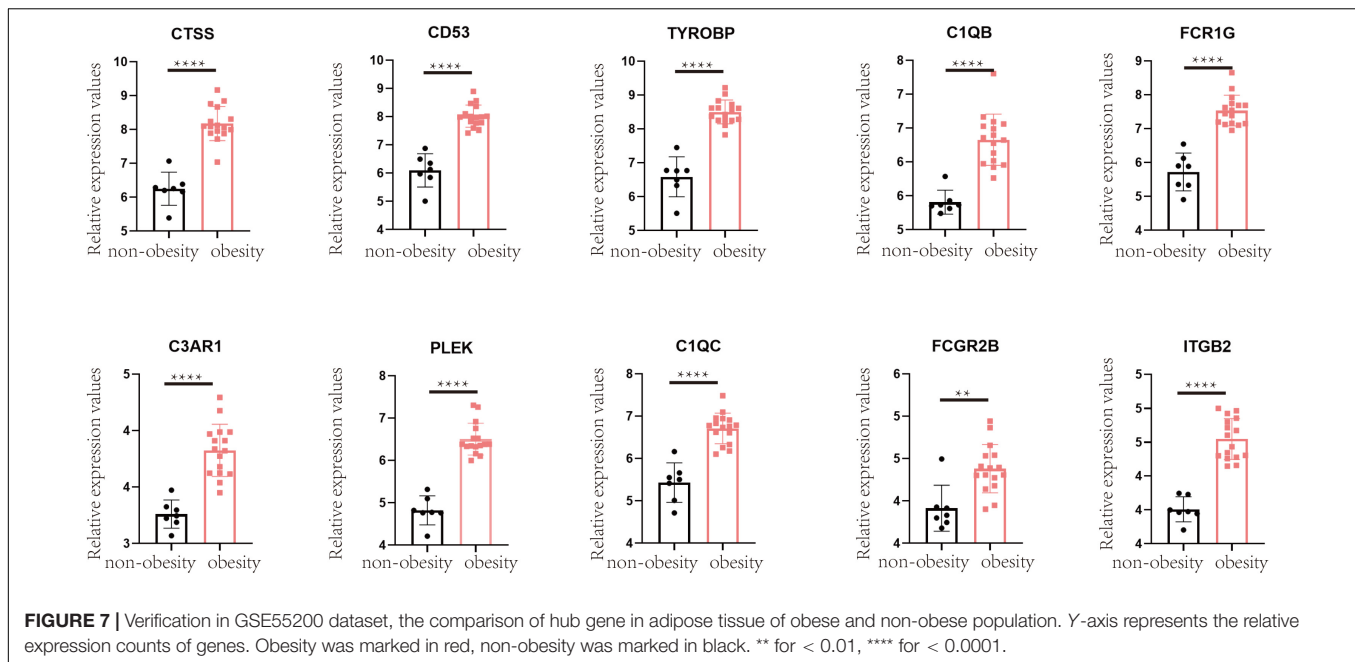 CTSS
****
Relative expression values
10
9
8
7
6
5
non-obesity obesity
CD53
****
Relative expression values
10
9
8
7
6
5
4
non-obesity obesity
TYROBP
****
Relative expression values
10
9
8
7
6
5
non-obesity obesity
C1QB
****
Relative expression values
8
7
7
6
6
5
non-obesity obesity
FCR1G
****
Relative expression values
9
8
7
6
5
4
non-obesity obesity
C3AR1
****
Relative expression values
5
4
4
3
non-obesity obesity
PLEK
****
Relative expression values
8
7
6
5
4
non-obesity obesity
C1QC
****
Relative expression values
8
7
6
5
4
non-obesity obesity
FCGR2B
**
Relative expression values
6
5
5
4
4
non-obesity obesity
ITGB2
****
Relative expression values
5
5
5
4
4
4
non-obesity obesity
FIGURE 7 | Verification in GSE55200 dataset, the comparison of hub gene in adipose tissue of obese and non-obese population. Y-axis represents the relative
expression counts of genes. Obesity was marked in red, non-obesity was marked in black. ** for < 0.01, **** for < 0.0001.